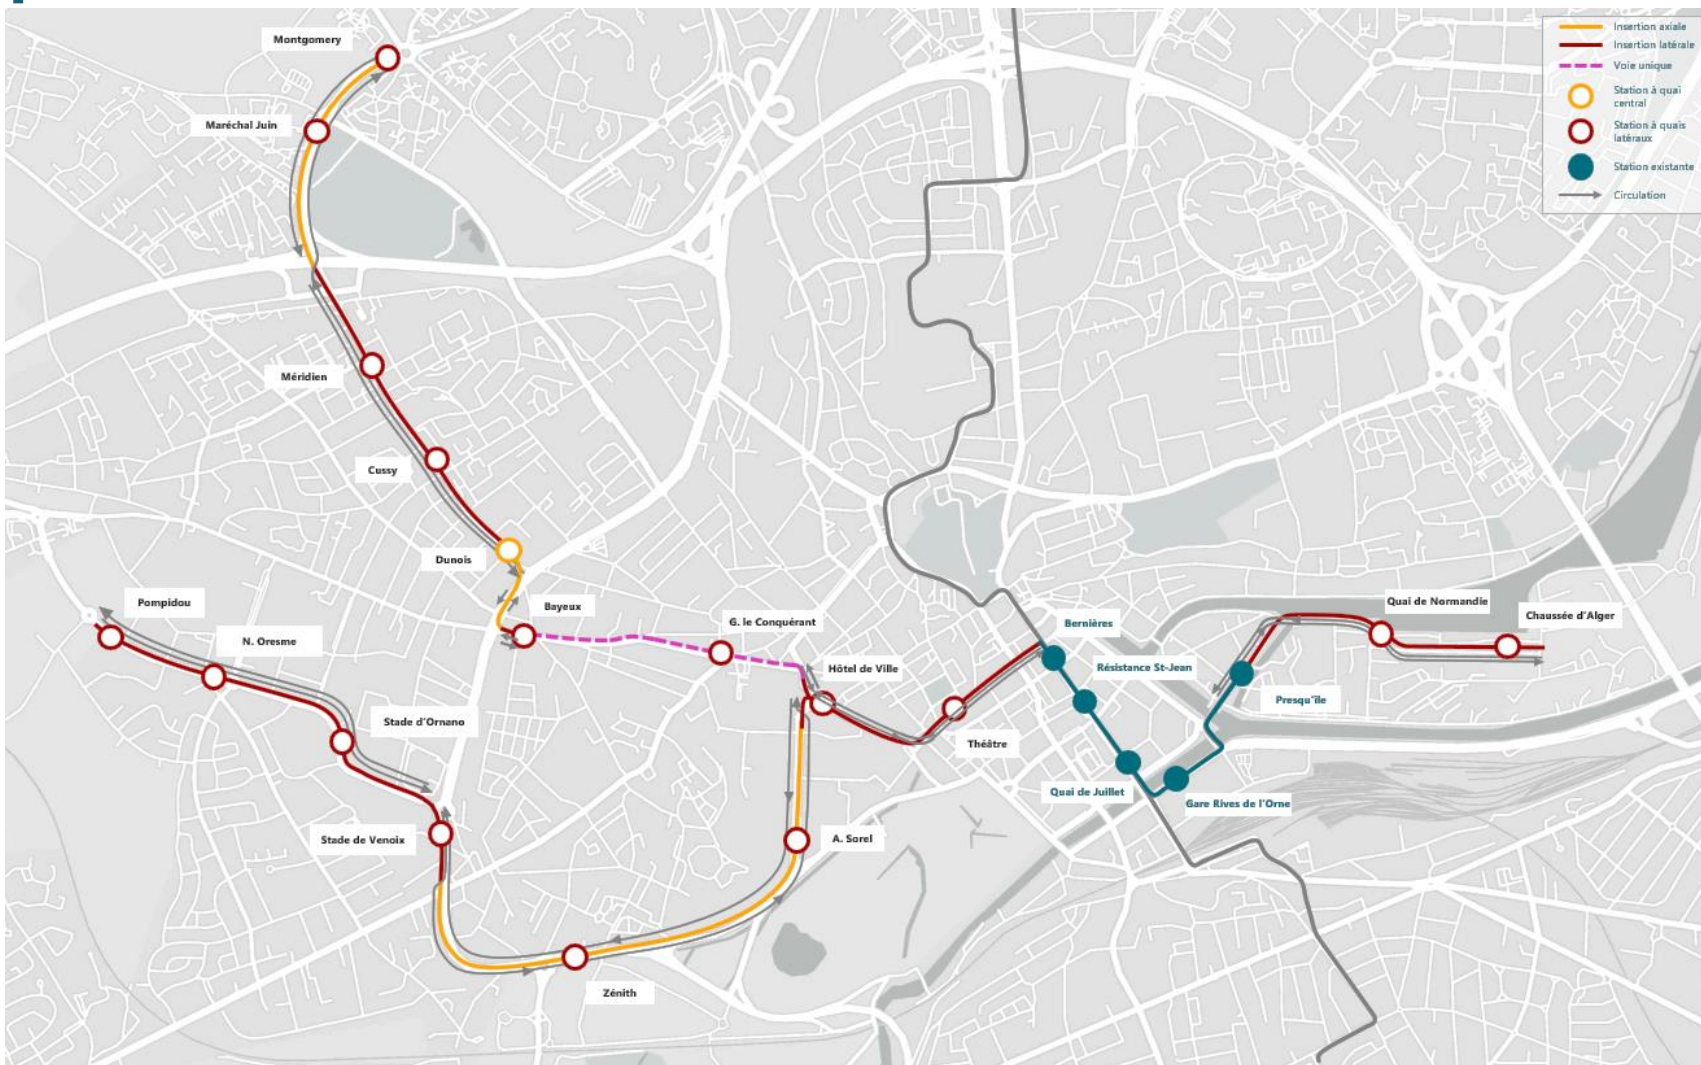 Montgomery
Insertion axiale
Insertion latérale
Voie unique
Station à quai
central
Station à quais
latéraux
Station existante
Circulation
Maréchal Juin
Méridien
Cussy
Dunois
Pompidou
Bayeux
N. Oresme
G. le Conquérant
Bernières
Quai de Normandie
Chaussée d'Alger
Hôtel de Ville
Résistance St-Jean
Stade d'Ornano
Presqu'île
Théâtre
Quai de Juillet
Gare Rives de l'Orne
Stade de Venoix
A. Sorel
Zénith